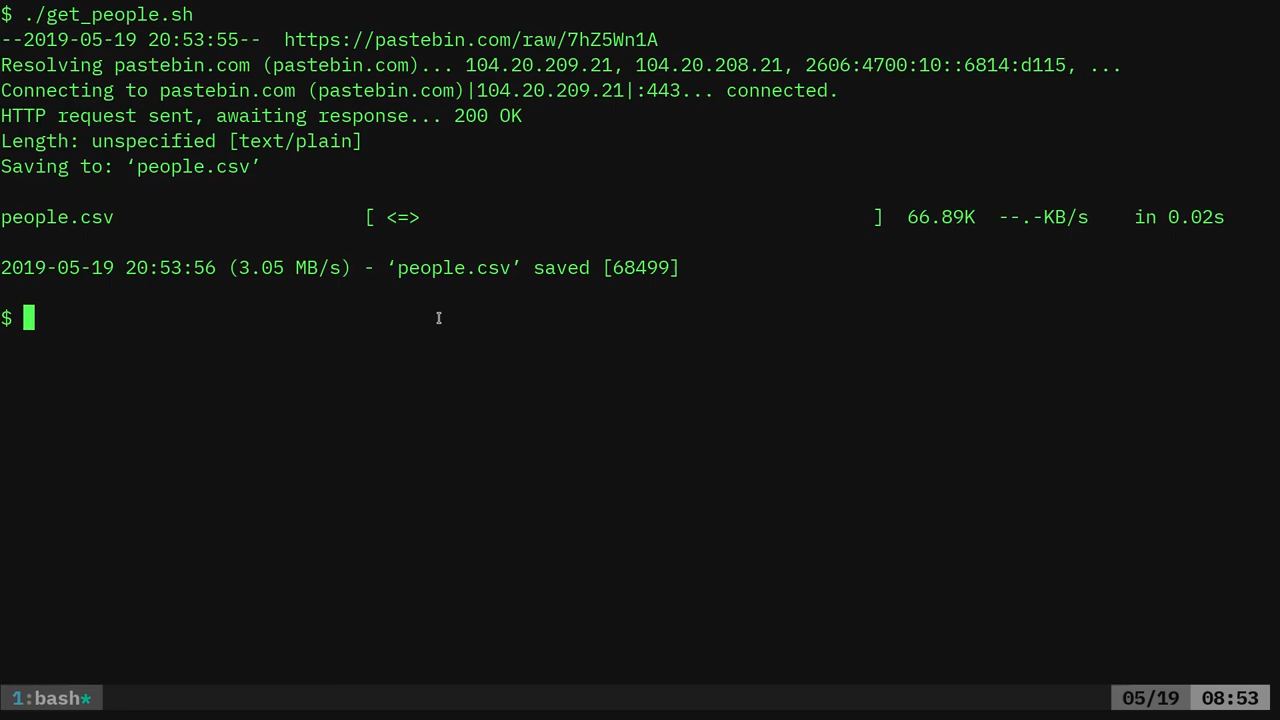 $ ./get_people.sh
--2019-05-19 20:53:55--  https://pastebin.com/raw/7hZ5Wn1A
Resolving pastebin.com (pastebin.com)... 104.20.209.21, 104.20.208.21, 2606:4700:10::6814:d115, ...
Connecting to pastebin.com (pastebin.com)|104.20.209.21|:443... connected.
HTTP request sent, awaiting response... 200 OK
Length: unspecified [text/plain]
Saving to: ‘people.csv’
people.csv                      [ <=>                                        ]  66.89K  --.-KB/s    in 0.02s
2019-05-19 20:53:56 (3.05 MB/s) - ‘people.csv’ saved [68499]
$
1:bash* 05/19 08:53